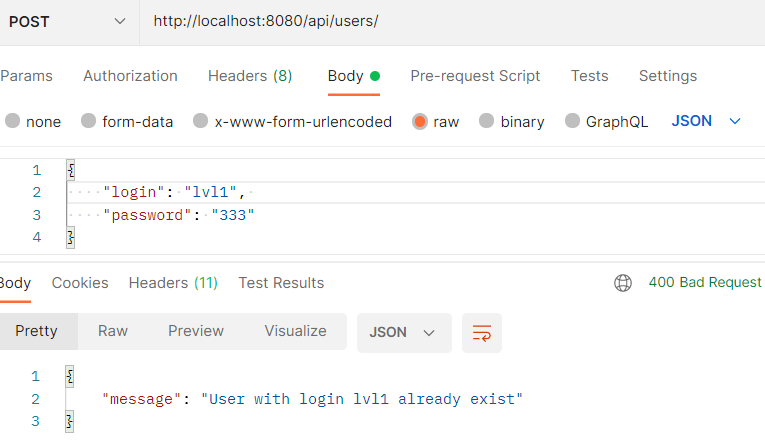 POST http://localhost:8080/api/users/
Params Authorization Headers (8) Body Pre-request Script Tests Settings
none form-data x-www-form-urlencoded raw binary GraphQL JSON
1 {
2 "login": "lvl1",
3 "password": "333"
4 }
Body Cookies Headers (11) Test Results 400 Bad Request
Pretty Raw Preview Visualize JSON
1 {
2 "message": "User with login lvl1 already exist"
3 }